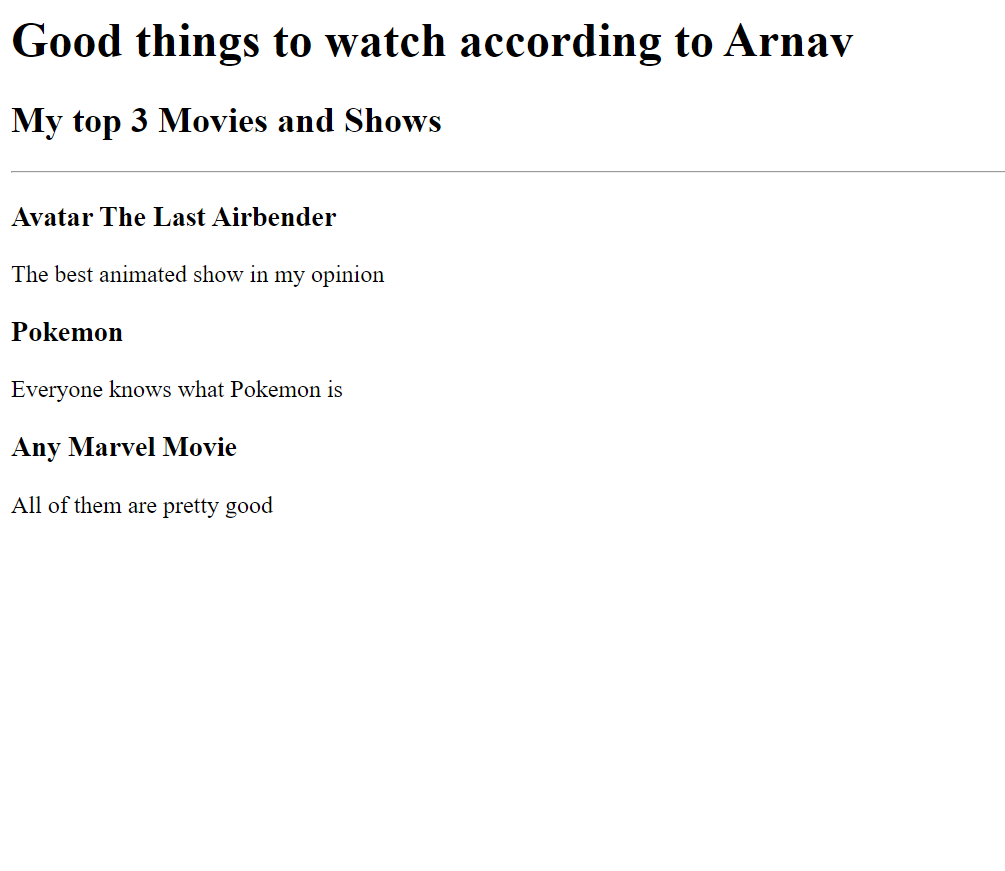 Good things to watch according to Arnav
My top 3 Movies and Shows
Avatar The Last Airbender
The best animated show in my opinion
Pokemon
Everyone knows what Pokemon is
Any Marvel Movie
All of them are pretty good